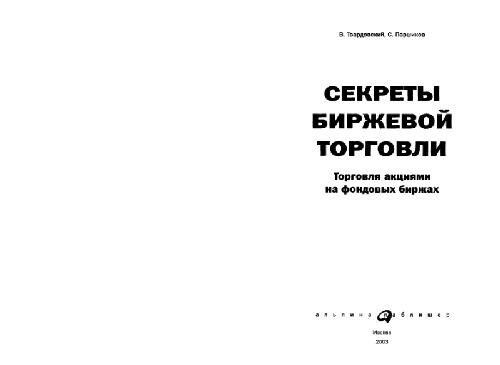 В. Твардовский, С. Паршиков
СЕКРЕТЫ
БИРЖЕВОЙ
ТОРГОВЛИ
Торговля акциями
на фондовых биржах
альпина паблишер
Москва
2003